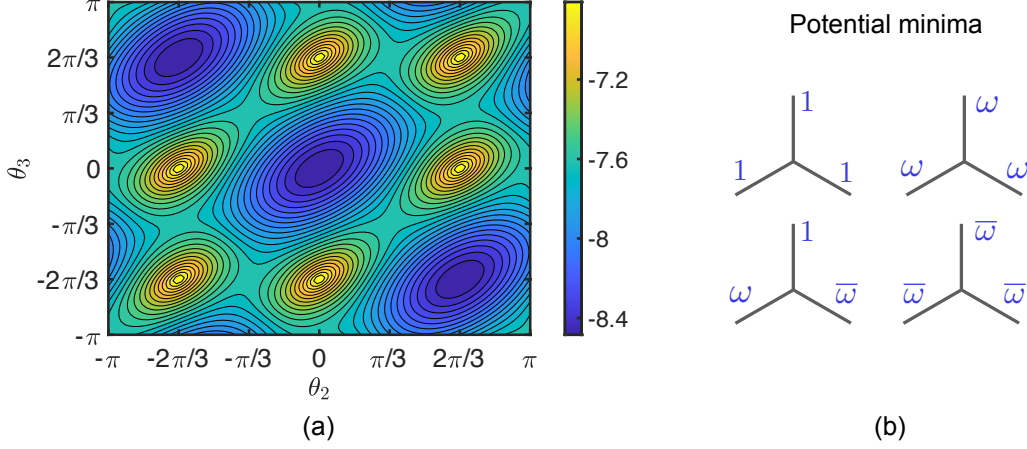 π
2π/3
π/3
0
-π/3
-2π/3
-π
θ₃
-π
-2π/3
-π/3
0
π/3
2π/3
π
θ₂
-7.2
-7.6
-8
-8.4
(a)
Potential minima
1
1 1
ω
ω ω
1
ω ω̅
ω̅
ω̅ ω̅
(b)